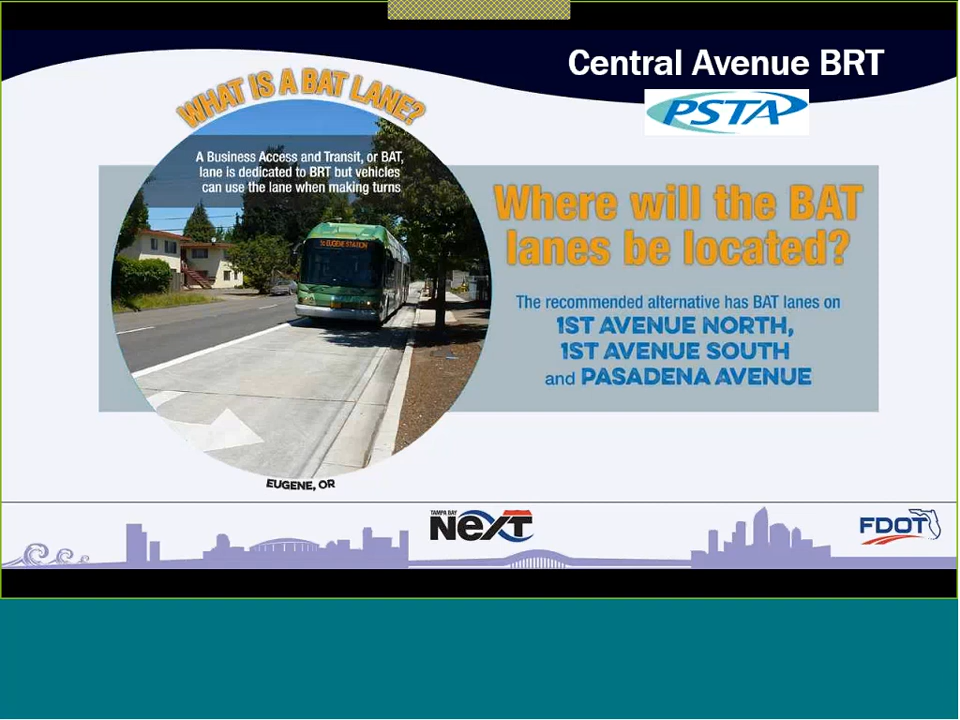 Central Avenue BRT
PSTA
WHAT IS A BAT LANE?
A Business Access and Transit, or BAT,
lane is dedicated to BRT but vehicles
can use the lane when making turns
TO EUGENE STATION
EUGENE, OR
Where will the BAT
lanes be located?
The recommended alternative has BAT lanes on
1ST AVENUE NORTH,
1ST AVENUE SOUTH
and PASADENA AVENUE
TAMPA BAY
NEXT
FDOT